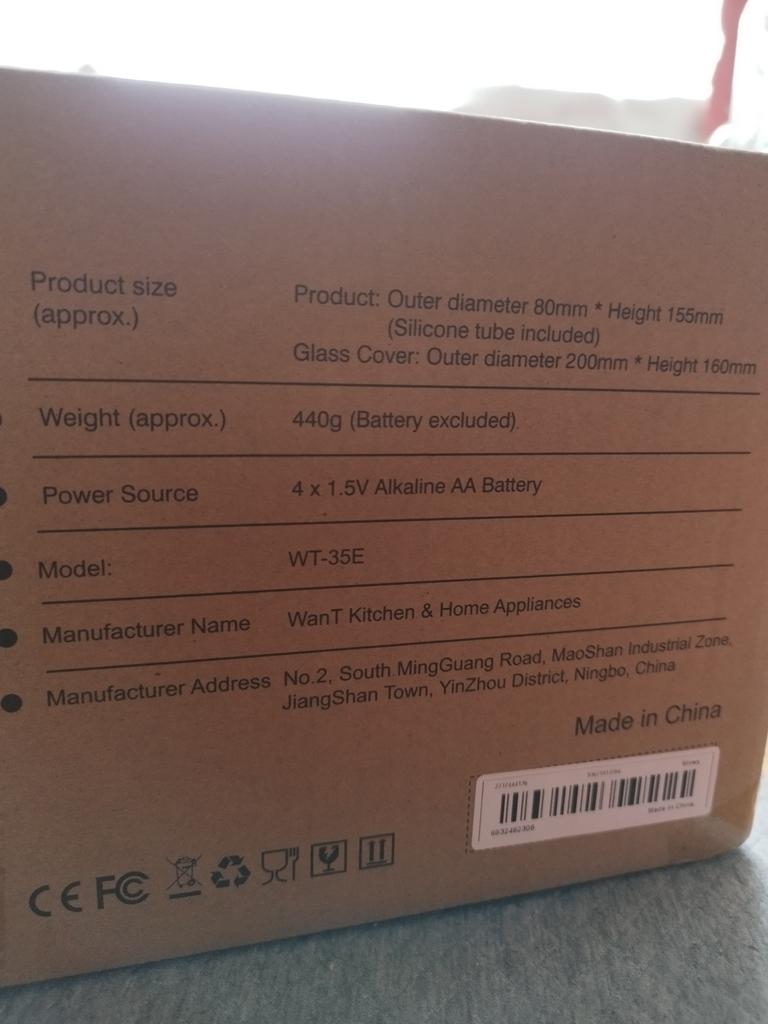 Product size
(approx.)
Product: Outer diameter 80mm * Height 155mm
(Silicone tube included)
Glass Cover: Outer diameter 200mm * Height 160mm
Weight (approx.)
440g (Battery excluded)
Power Source
4 x 1.5V Alkaline AA Battery
Model:
WT-35E
Manufacturer Name
WanT Kitchen & Home Appliances
Manufacturer Address
No.2, South MingGuang Road, MaoShan Industrial Zone,
JiangShan Town, YinZhou District, Ningbo, China
Made in China
Made in China
CE FC